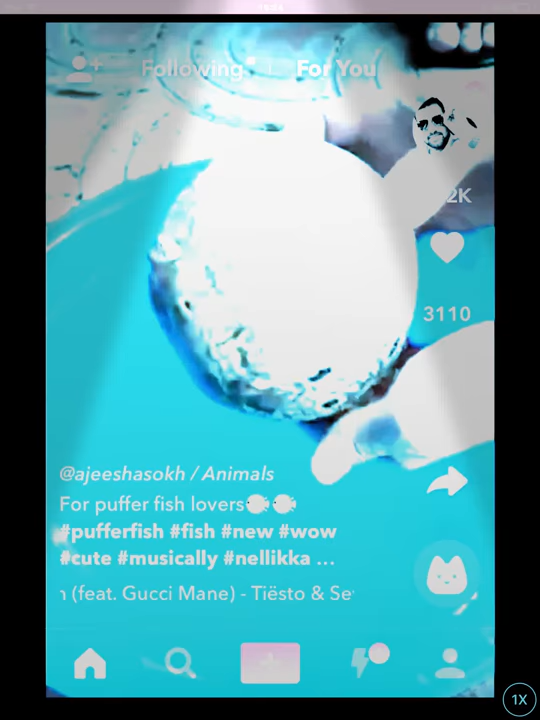 Following
For You
2K
3110
@ajeeshasokh / Animals
For puffer fish lovers🐡🐡
#pufferfish #fish #new #wow
#cute #musically #nellikka ...
(feat. Gucci Mane) - Tiësto & Se
1X